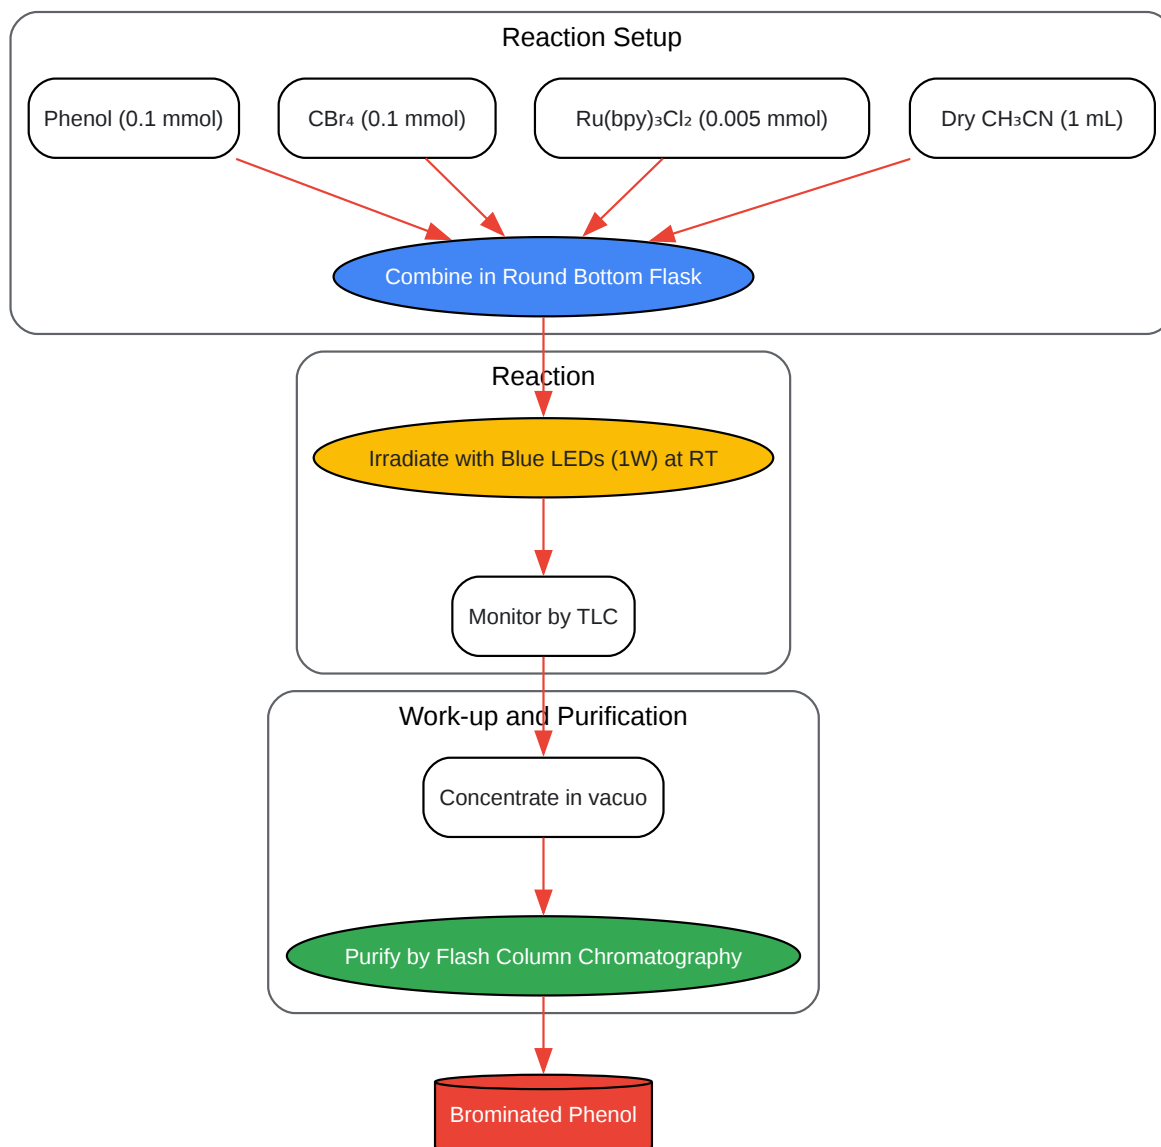 Reaction Setup
Phenol (0.1 mmol)
CBr₄ (0.1 mmol)
Ru(bpy)₃Cl₂ (0.005 mmol)
Dry CH₃CN (1 mL)
Combine in Round Bottom Flask
Reaction
Irradiate with Blue LEDs (1W) at RT
Monitor by TLC
Work-up and Purification
Concentrate in vacuo
Purify by Flash Column Chromatography
Brominated Phenol